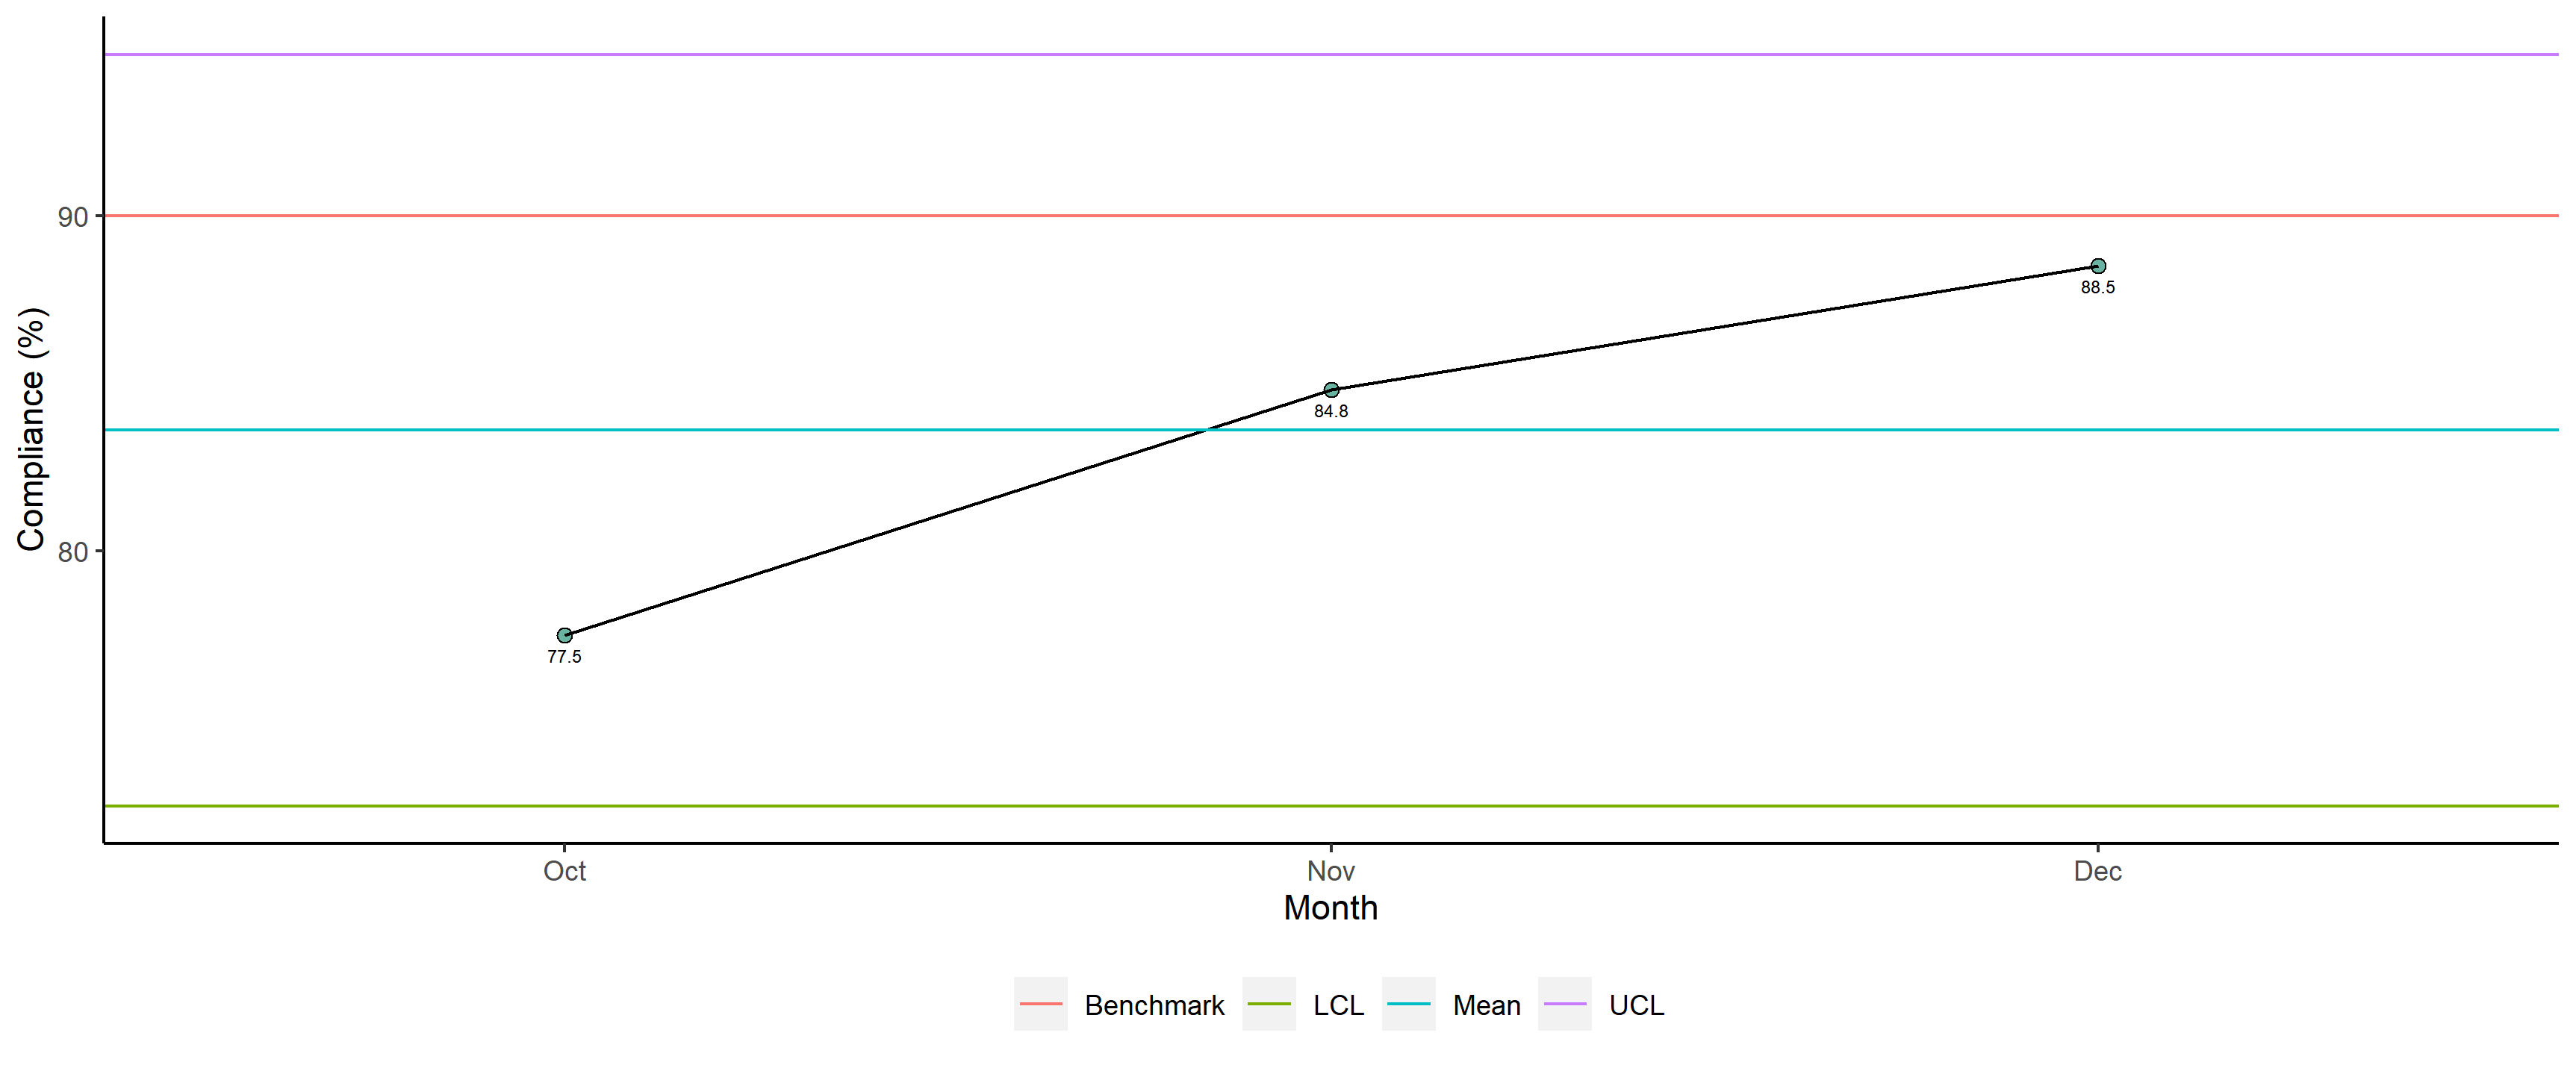 Compliance (%)
90
80
88.5
84.8
77.5
Oct Nov Dec
Month
Benchmark LCL Mean UCL